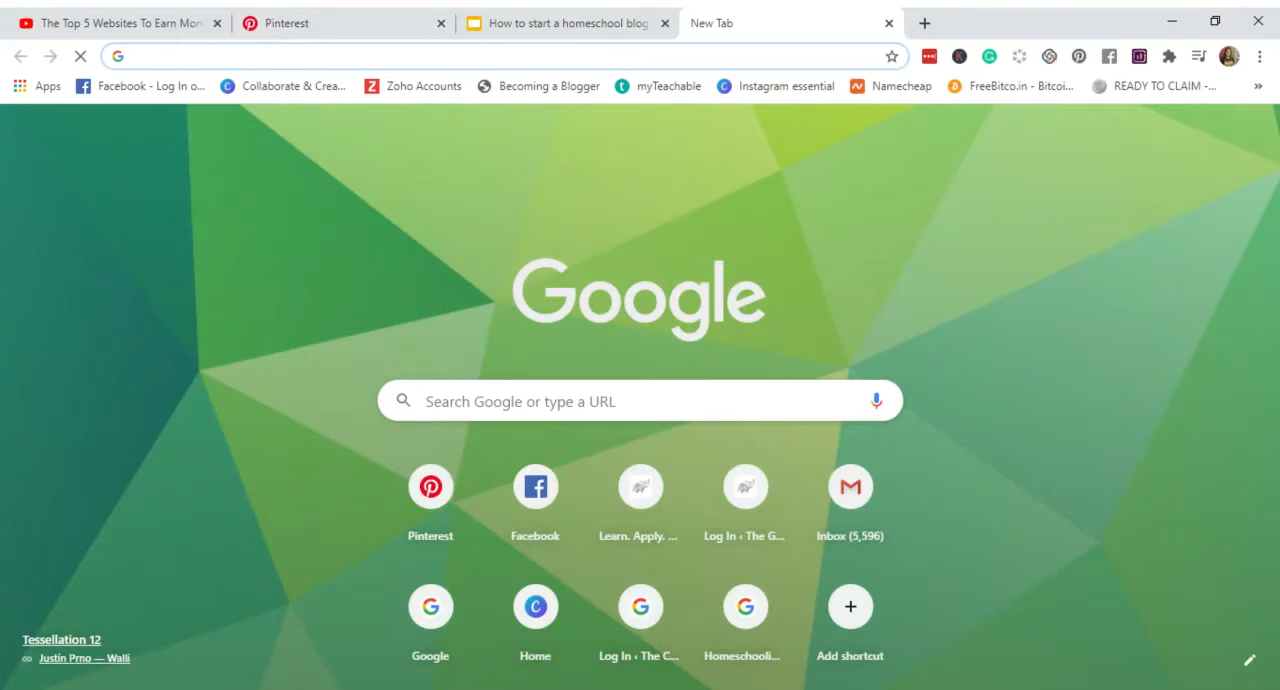 The Top 5 Websites To Earn Mon
Pinterest
How to start a homeschool blog
New Tab
Apps
Facebook - Log In o...
Collaborate & Crea...
Zoho Accounts
Becoming a Blogger
myTeachable
Instagram essential
Namecheap
FreeBitco.in - Bitcoi...
READY TO CLAIM -...
Google
Search Google or type a URL
Pinterest
Facebook
Learn. Apply. ...
Log In ‹ The G...
Inbox (5,596)
Google
Home
Log In ‹ The C...
Homeschooli...
Add shortcut
Tessellation 12
Justin Prno — Walli